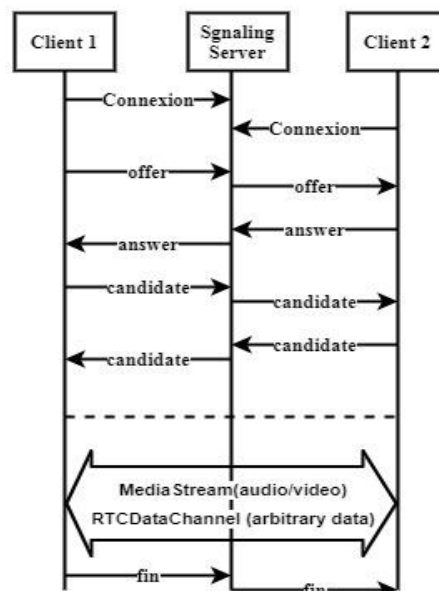 Client 1
Sgnaling
Server
Client 2
Connexion
Connexion
offer
offer
answer
answer
candidate
candidate
candidate
candidate
MediaStream(audio/video)
RTCDataChannel (arbitrary data)
fin
fin